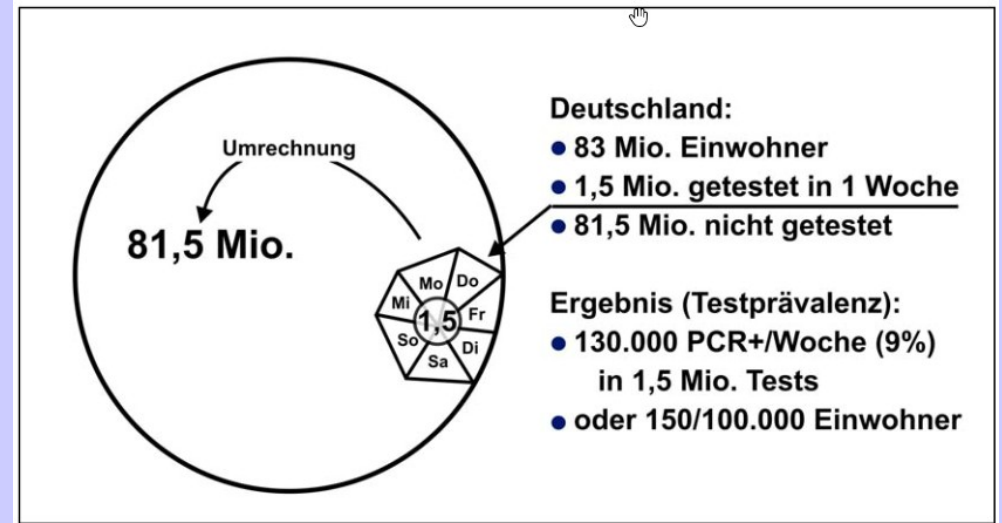 Umrechnung
81,5 Mio.
Mo
Do
Mi
1,5
Fr
So
Di
Sa
Deutschland:
• 83 Mio. Einwohner
• 1,5 Mio. getestet in 1 Woche
• 81,5 Mio. nicht getestet
Ergebnis (Testprävalenz):
• 130.000 PCR+/Woche (9%)
in 1,5 Mio. Tests
• oder 150/100.000 Einwohner